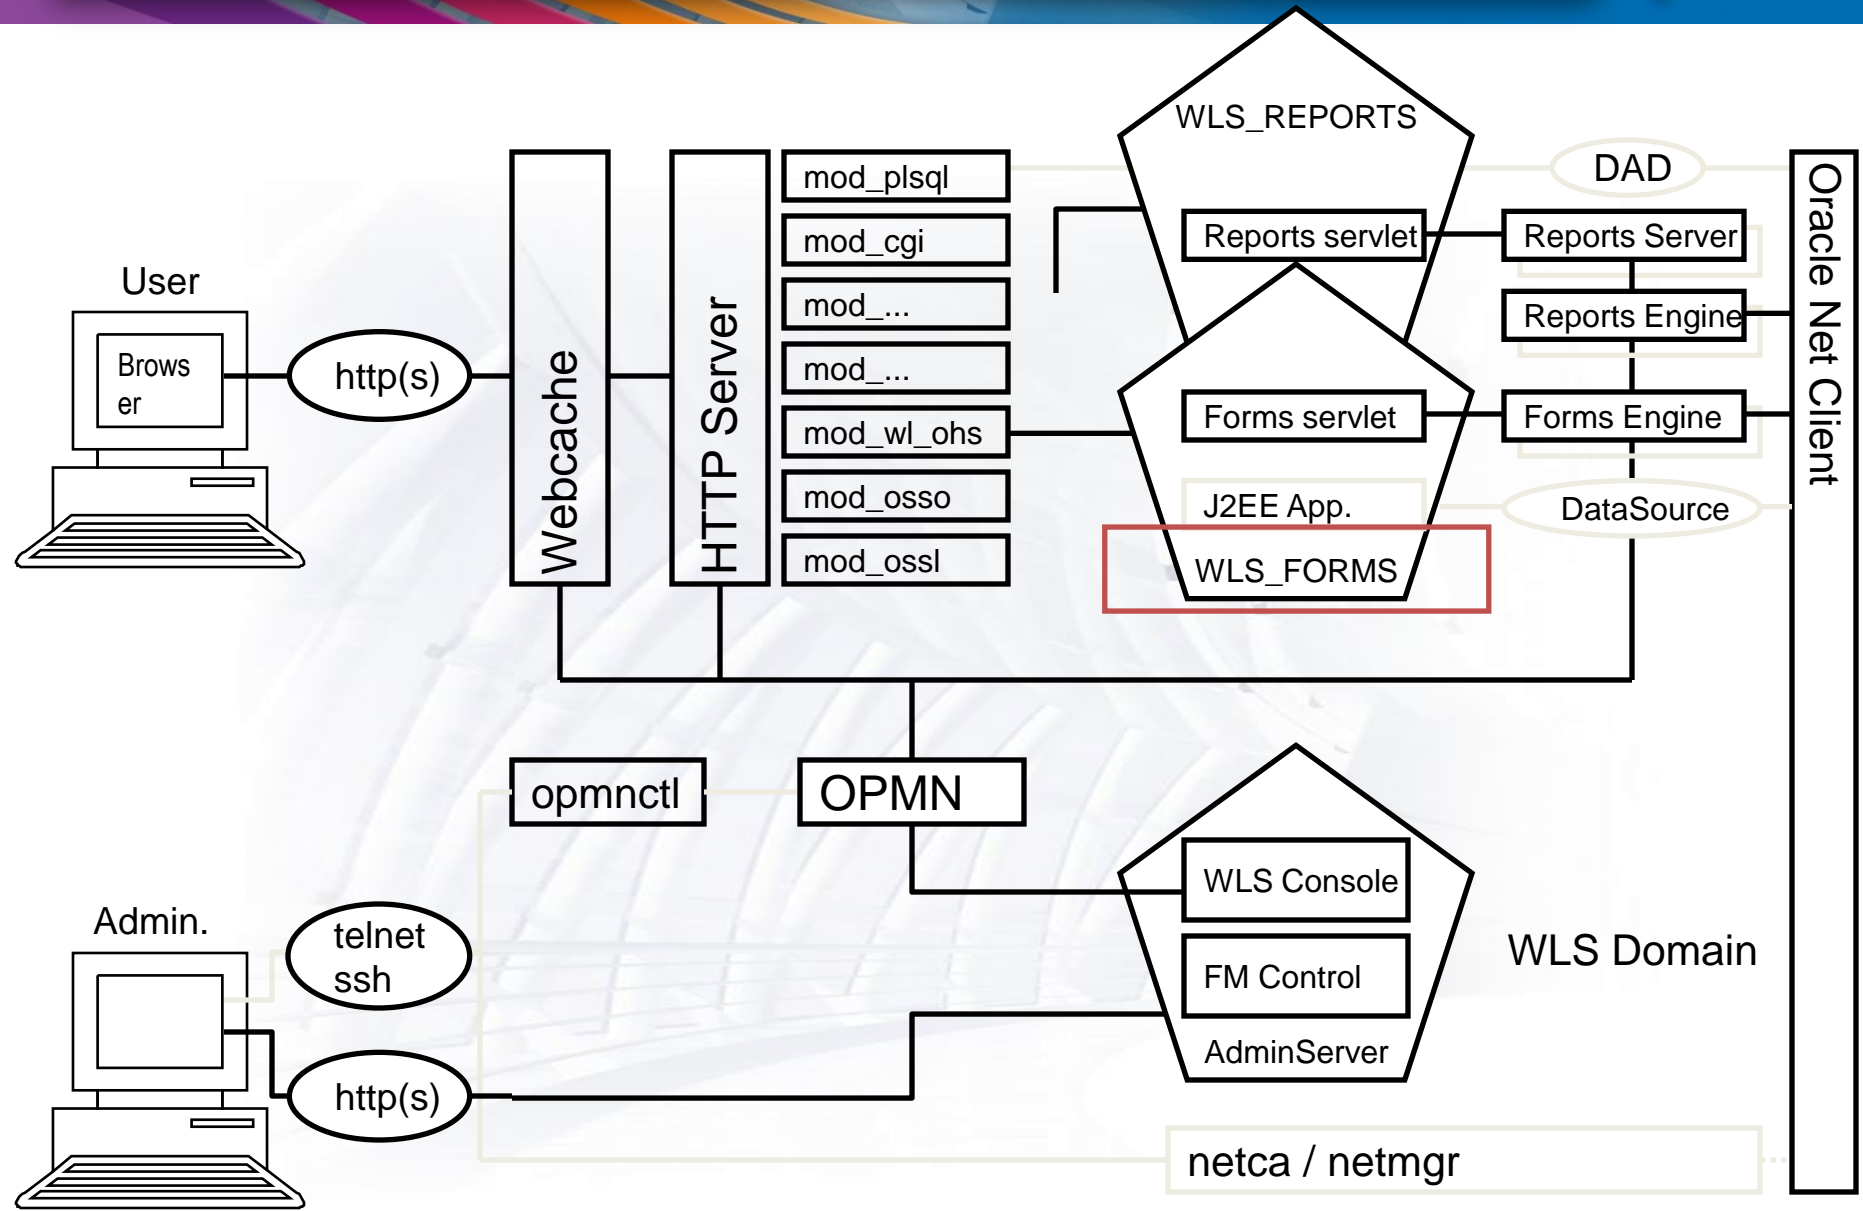 WLS_REPORTS
DAD
mod_plsql
mod_cgi
mod_...
mod_...
mod_wl_ohs
mod_osso
mod_ossl
Reports servlet
Reports Server
Reports Engine
User
Brows
er
http(s)
Webcache
HTTP Server
Forms servlet
Forms Engine
J2EE App.
DataSource
WLS_FORMS
Oracle Net Client
opmnctl
OPMN
WLS Console
FM Control
AdminServer
WLS Domain
Admin.
telnet
ssh
http(s)
netca / netmgr